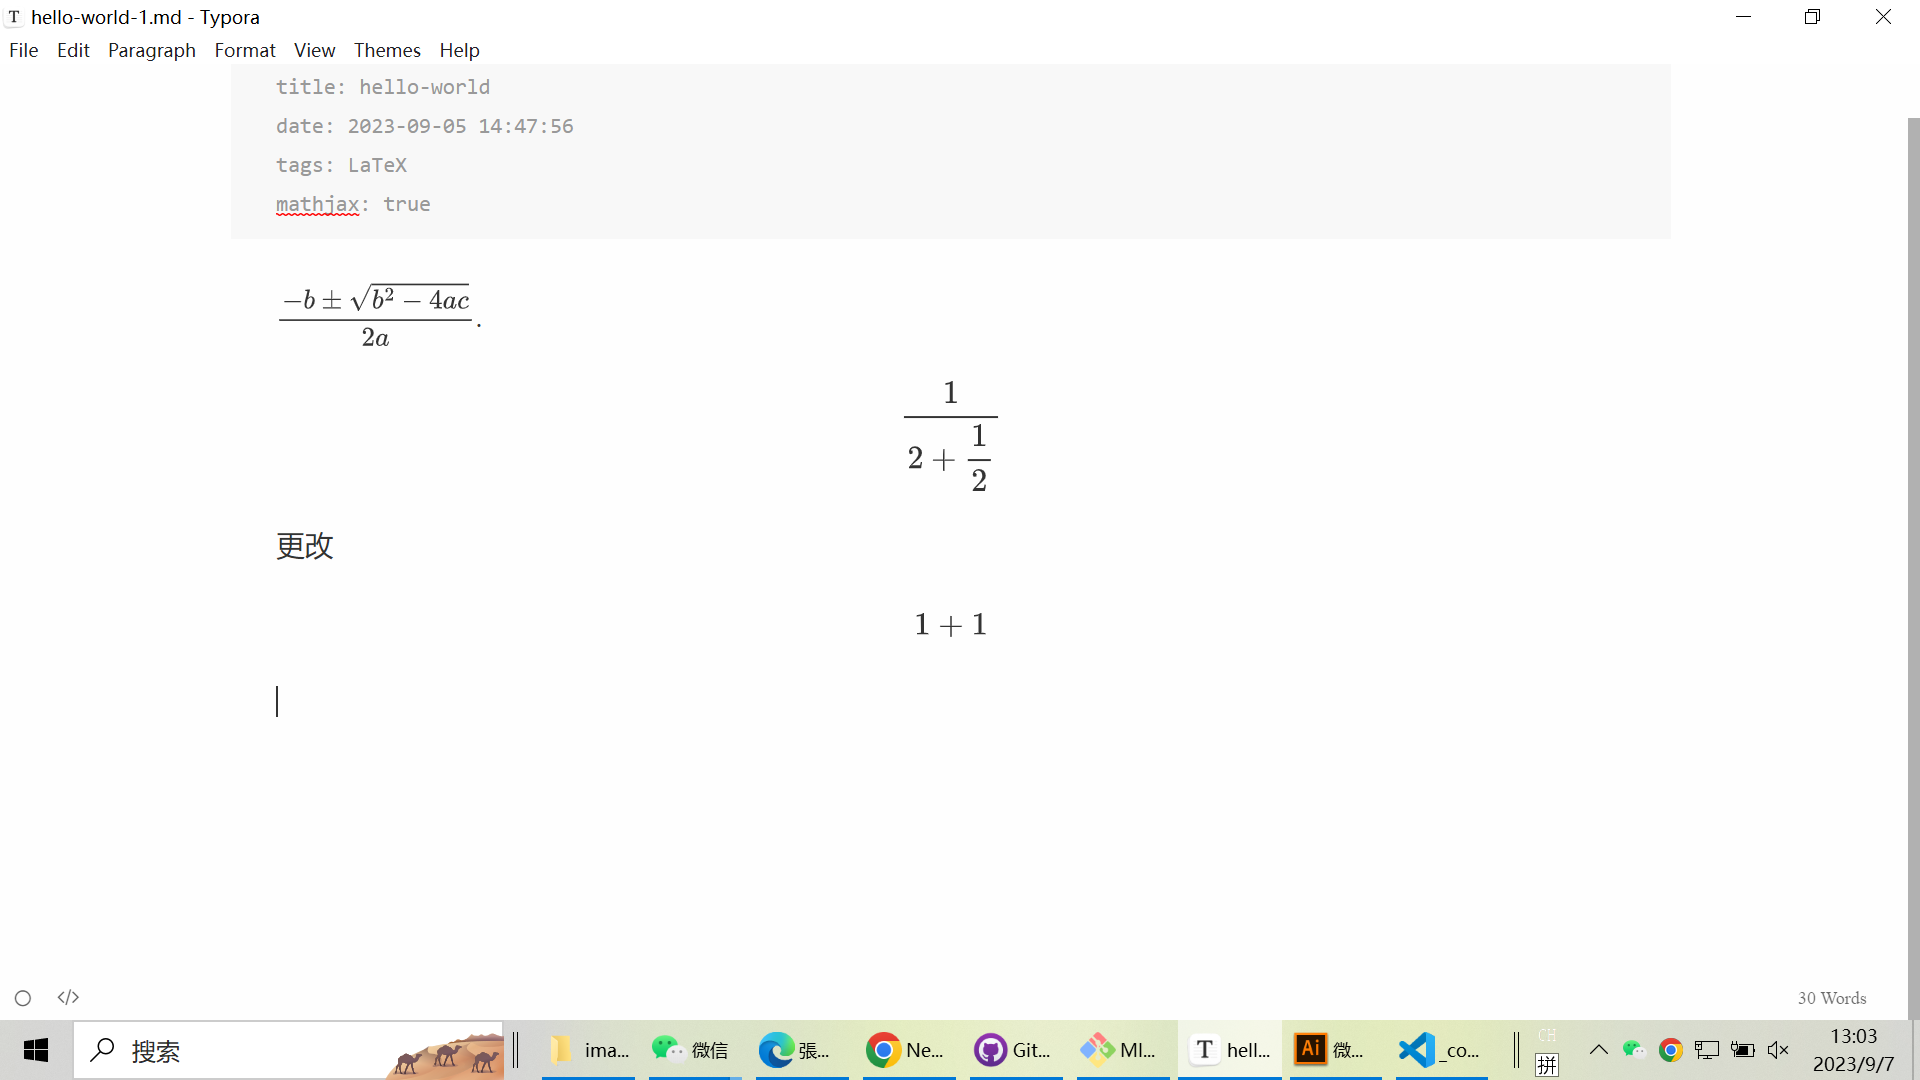 T hello-world-1.md - Typora
File Edit Paragraph Format View Themes Help
title: hello-world
date: 2023-09-05 14:47:56
tags: LaTeX
mathjax: true
\frac{-b ± \sqrt{b^2 - 4ac}}{2a}.
\frac{1}{2 + \frac{1}{2}}
更改
1 + 1
</> 30 Words
搜索 ima... 微信 張... Ne... Git... MI... T hell... Ai 微... _co... CH 拼 13:03
2023/9/7